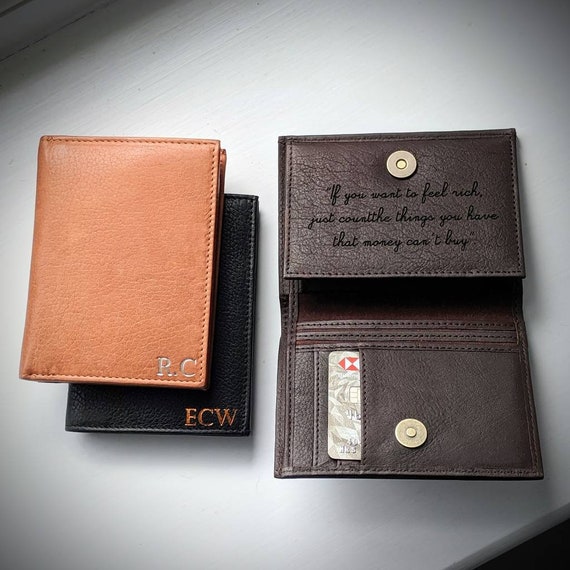 R.C
ECW
"If you want to feel rich,
just countthe things you have
that money can't buy"